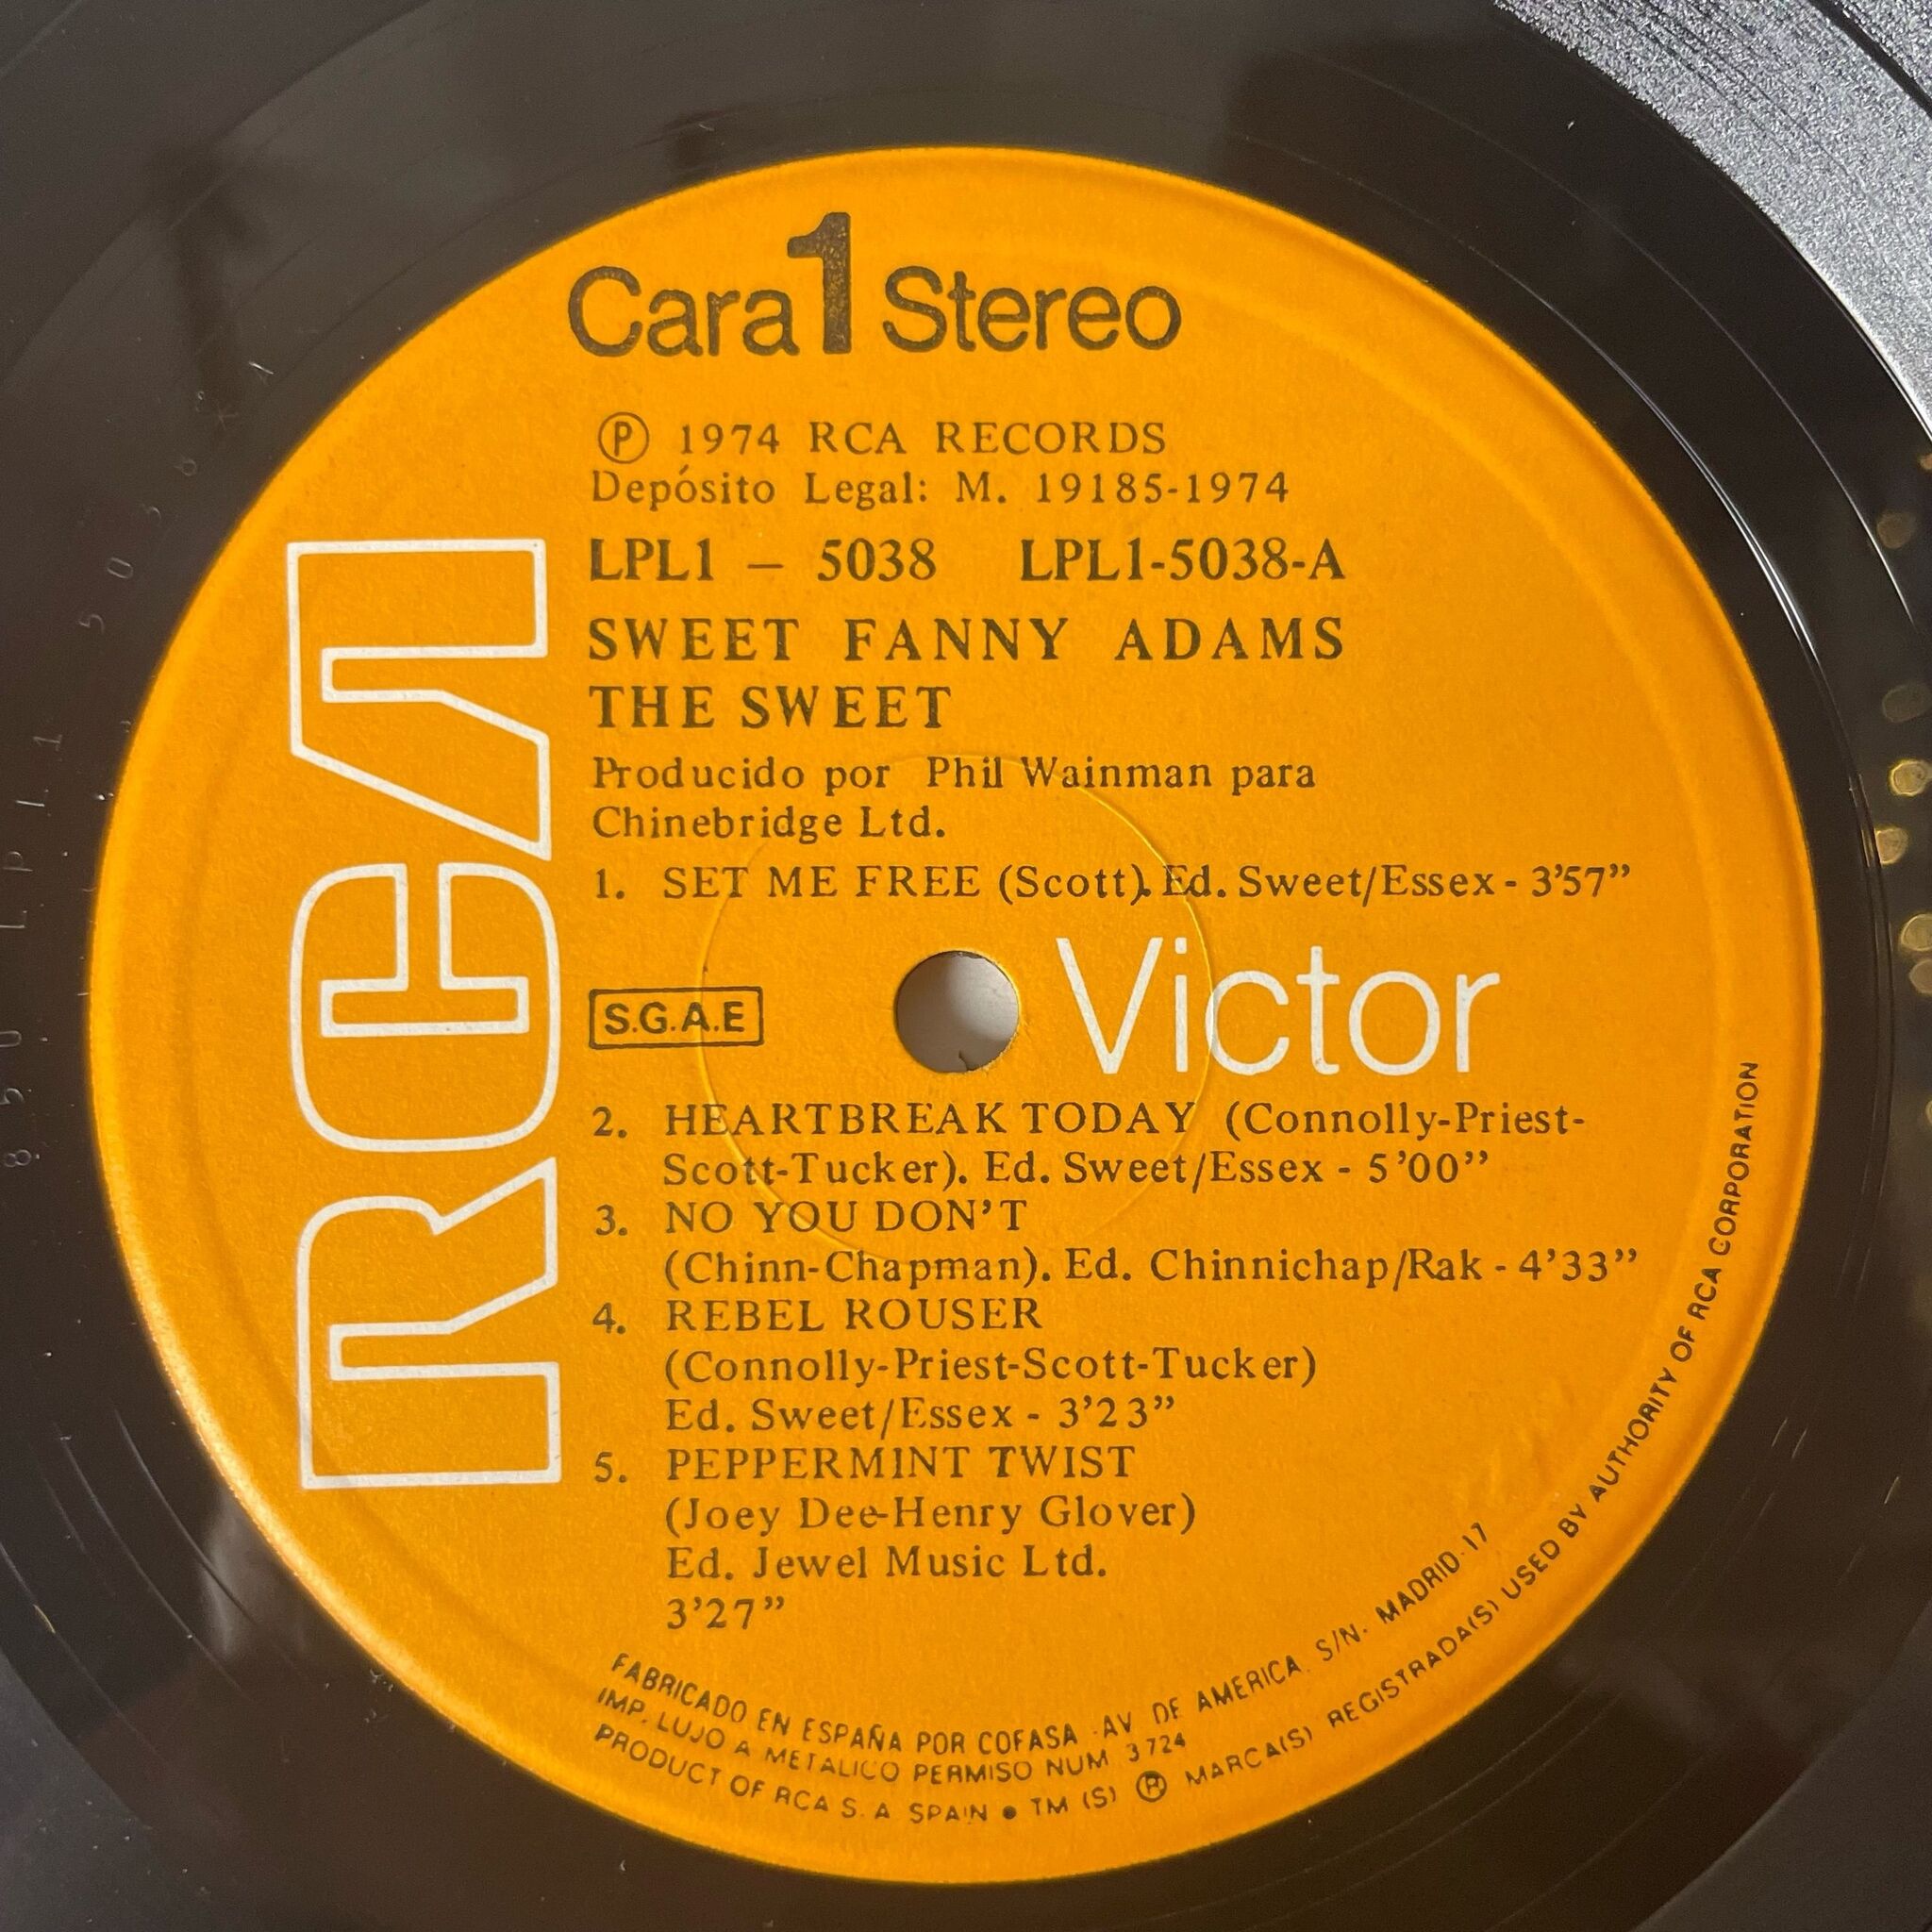 Cara 1 Stereo
Ⓟ 1974 RCA RECORDS
Depósito Legal: M. 19185-1974
LPL1 – 5038 LPL1-5038-A
SWEET FANNY ADAMS
THE SWEET
Producido por Phil Wainman para
Chinebridge Ltd.
1. SET ME FREE (Scott). Ed. Sweet/Essex - 3'57”
RCA
S.G.A.E
Victor
2. HEARTBREAK TODAY (Connolly-Priest-
Scott-Tucker). Ed. Sweet/Essex - 5'00”
3. NO YOU DON'T
(Chinn-Chapman). Ed. Chinnichap/Rak - 4'33”
4. REBEL ROUSER
(Connolly-Priest-Scott-Tucker)
Ed. Sweet/Essex - 3'23”
5. PEPPERMINT TWIST
(Joey Dee-Henry Glover)
Ed. Jewel Music Ltd.
3'27”
FABRICADO EN ESPAÑA POR COFASA · AV DE AMERICA, S/N. MADRID·17
IMP. LUJO A METALICO PERMISO NUM 3724
PRODUCT OF RCA S. A SPAIN ● TM (S) ® MARCA(S) REGISTRADA(S) USED BY AUTHORITY OF RCA CORPORATION